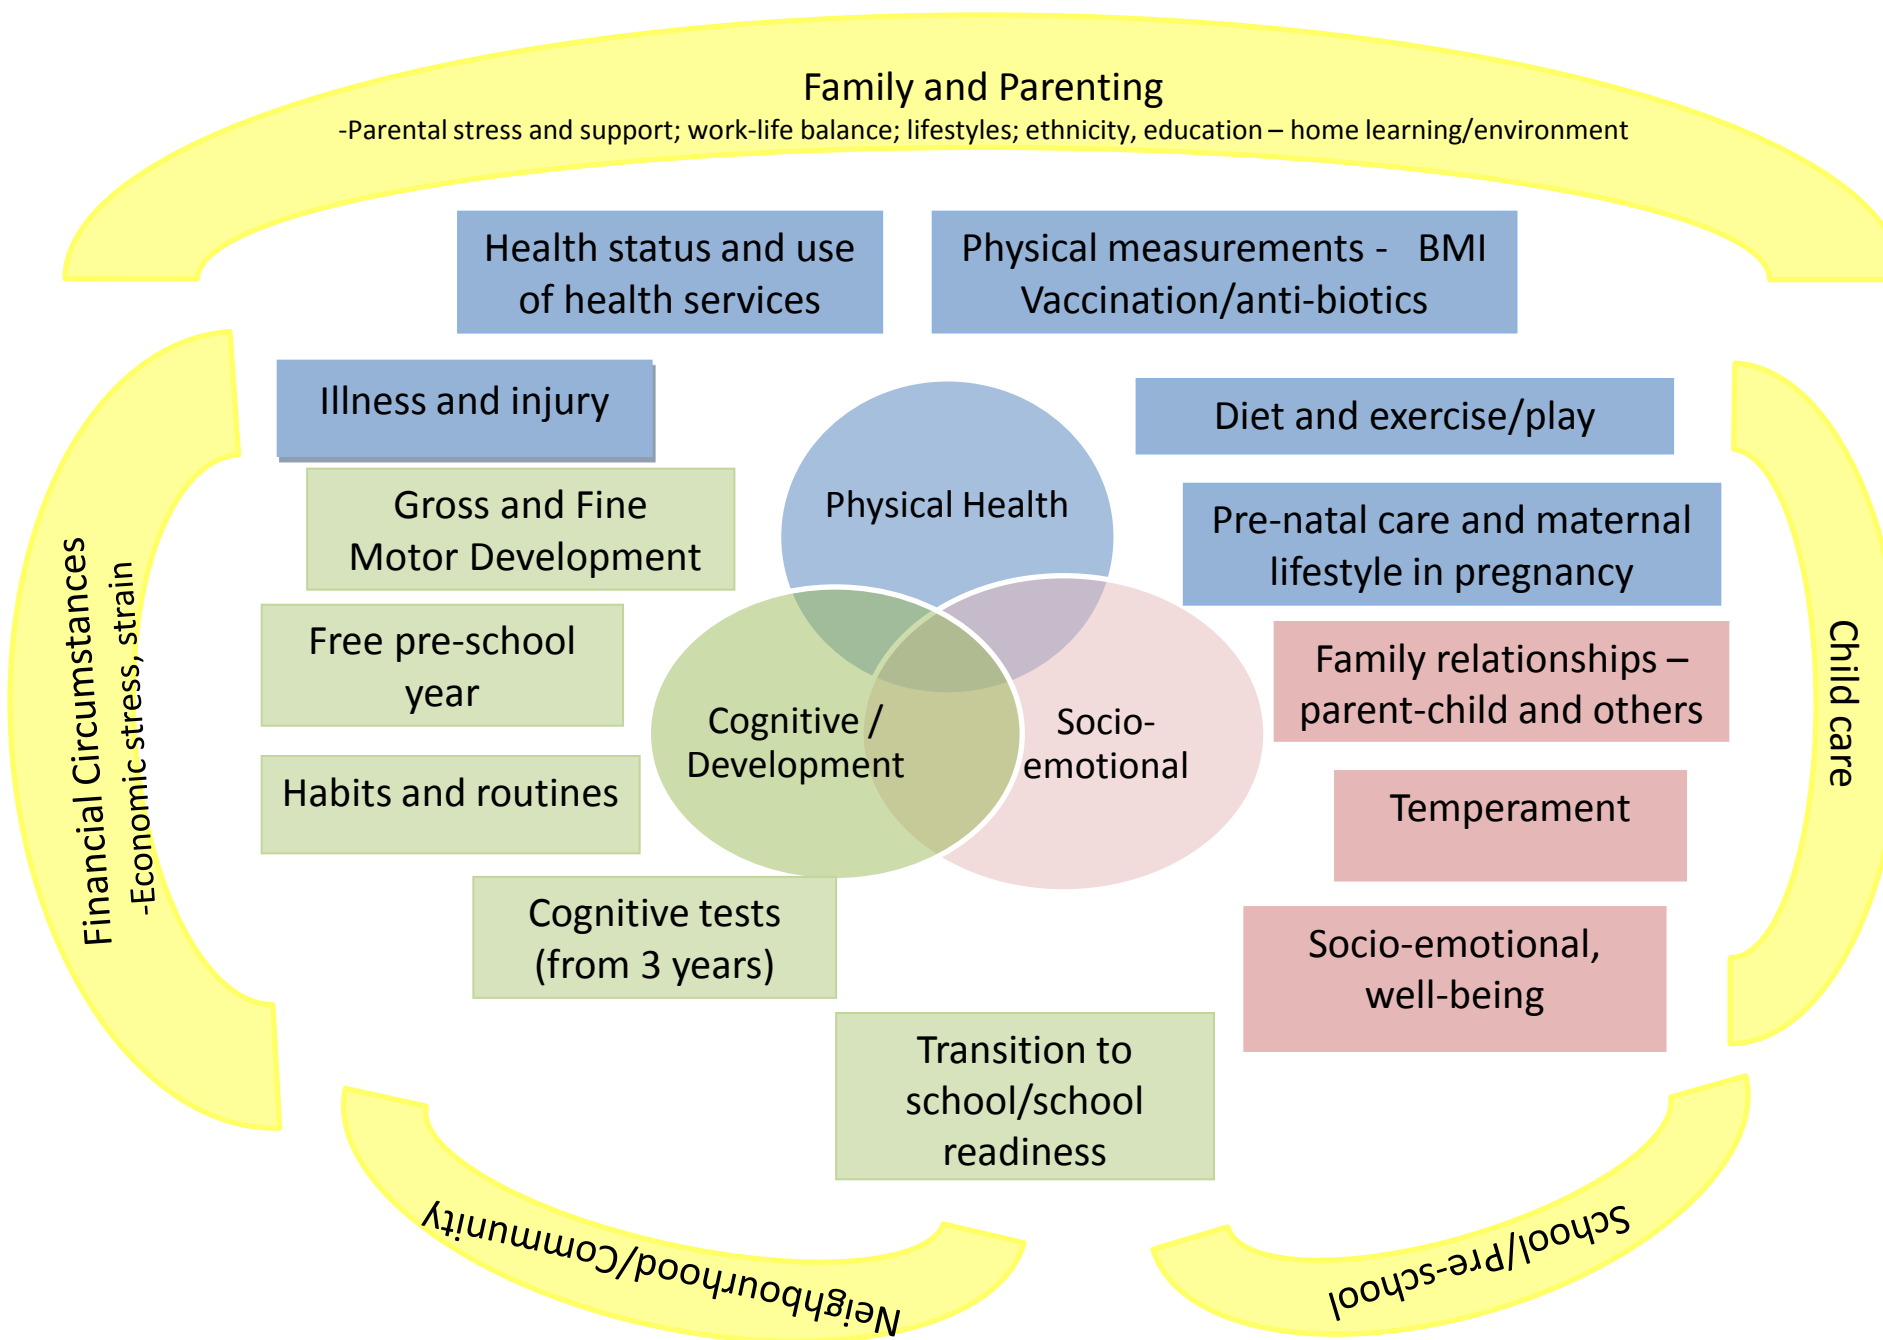 Family and Parenting
-Parental stress and support; work-life balance; lifestyles; ethnicity, education – home learning/environment
Health status and use
of health services
Physical measurements - BMI
Vaccination/anti-biotics
Illness and injury
Diet and exercise/play
Gross and Fine
Motor Development
Physical Health
Pre-natal care and maternal
lifestyle in pregnancy
Free pre-school
year
Family relationships –
parent-child and others
Cognitive /
Development
Socio-
emotional
Habits and routines
Temperament
Cognitive tests
(from 3 years)
Socio-emotional,
well-being
Transition to
school/school
readiness
Financial Circumstances
-Economic stress, strain
Child care
Neighbourhood/Community
School/Pre-school